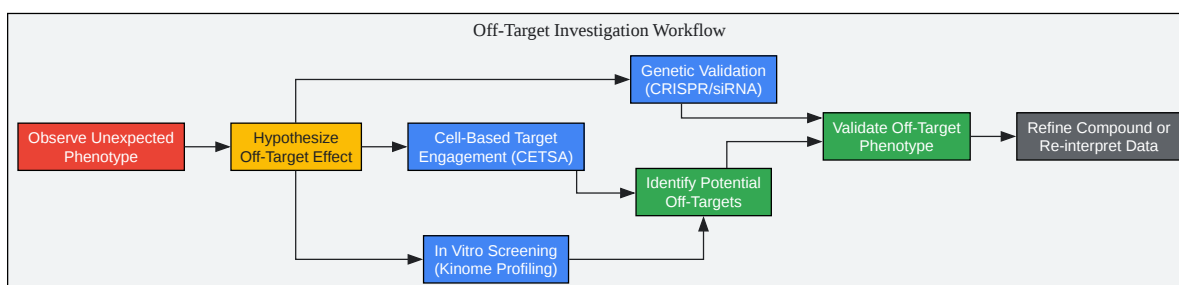 Off-Target Investigation Workflow
Genetic Validation
(CRISPR/siRNA)
Observe Unexpected
Phenotype
Hypothesize
Off-Target Effect
Cell-Based Target
Engagement (CETSA)
Validate Off-Target
Phenotype
Refine Compound or
Re-interpret Data
Identify Potential
Off-Targets
In Vitro Screening
(Kinome Profiling)